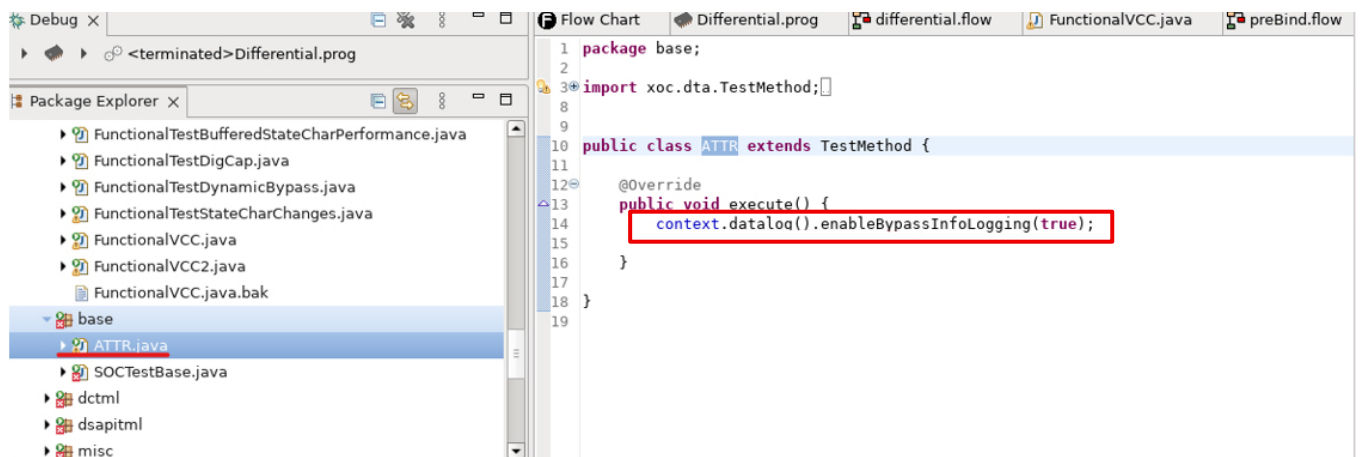 Debug
<terminated>Differential.prog
Package Explorer
FunctionalTestBufferedStateCharPerformance.java
FunctionalTestDigCap.java
FunctionalTestDynamicBypass.java
FunctionalTestStateCharChanges.java
FunctionalVCC.java
FunctionalVCC2.java
FunctionalVCC.java.bak
base
ATTR.java
SOCTestBase.java
dctml
dsapitml
misc
Flow Chart
Differential.prog
differential.flow
FunctionalVCC.java
preBind.flow
1 package base;
2
3 import xoc.dta.TestMethod;
8
9
10 public class ATTR extends TestMethod {
11
12 @Override
13 public void execute() {
14 context.datalog().enableBypassInfoLogging(true);
15
16 }
17
18 }
19